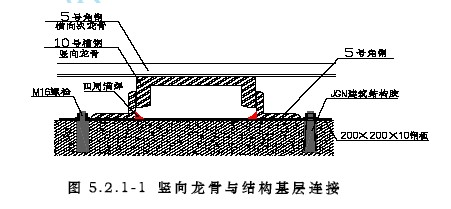 5号角钢
横向次龙骨
10号槽钢
竖向龙骨
5号角钢
M16螺栓
四周满焊
JGN建筑结构胶
200×200×10钢板
图 5.2.1-1 竖向龙骨与结构基层连接